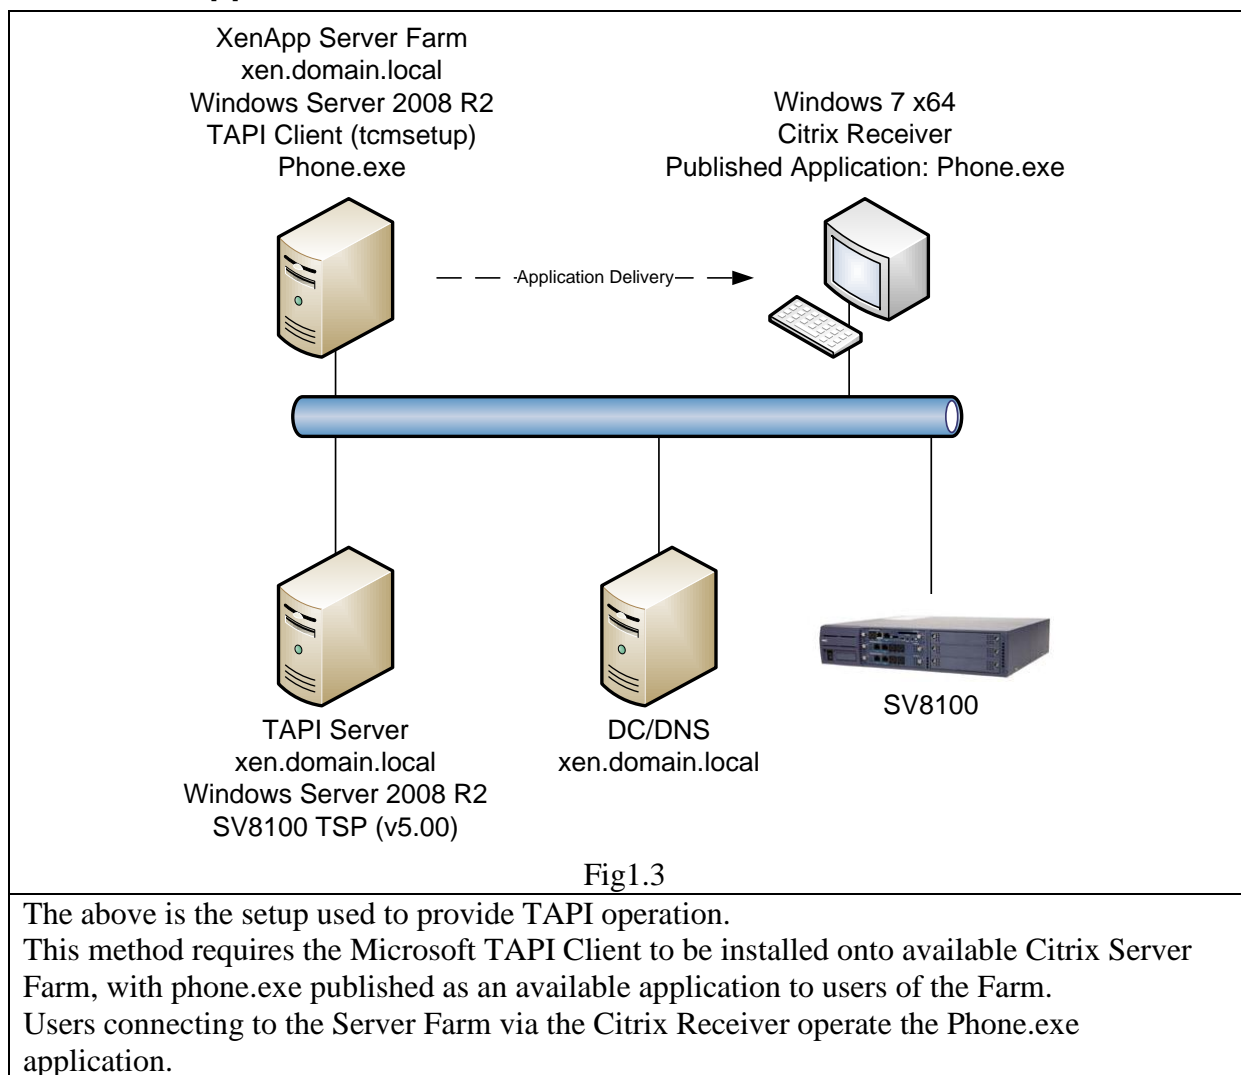 XenApp Server Farm
xen.domain.local
Windows Server 2008 R2
TAPI Client (tcmsetup)
Phone.exe
Windows 7 x64
Citrix Receiver
Published Application: Phone.exe
Application Delivery
TAPI Server
xen.domain.local
Windows Server 2008 R2
SV8100 TSP (v5.00)
DC/DNS
xen.domain.local
SV8100
Fig1.3
The above is the setup used to provide TAPI operation.
This method requires the Microsoft TAPI Client to be installed onto available Citrix Server
Farm, with phone.exe published as an available application to users of the Farm.
Users connecting to the Server Farm via the Citrix Receiver operate the Phone.exe
application.